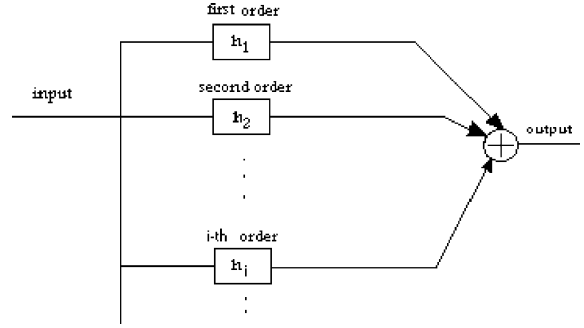 first order
h1
input
second order
h2
output
i-th order
hi